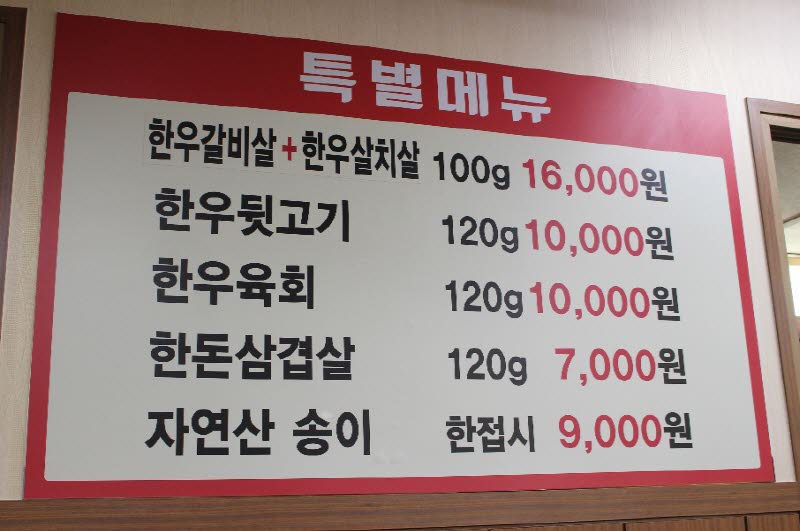 특별메뉴
한우갈비살+한우살치살 100g 16,000원
한우뒷고기 120g 10,000원
한우육회 120g 10,000원
한돈삼겹살 120g 7,000원
자연산 송이 한접시 9,000원